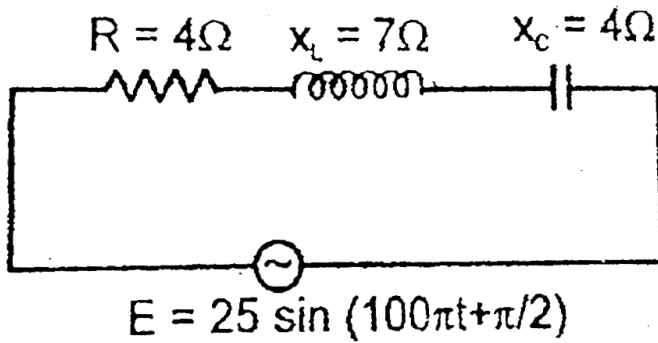 R = 4Ω x_L = 7Ω x_c = 4Ω
~
E = 25 sin (100πt+π/2)